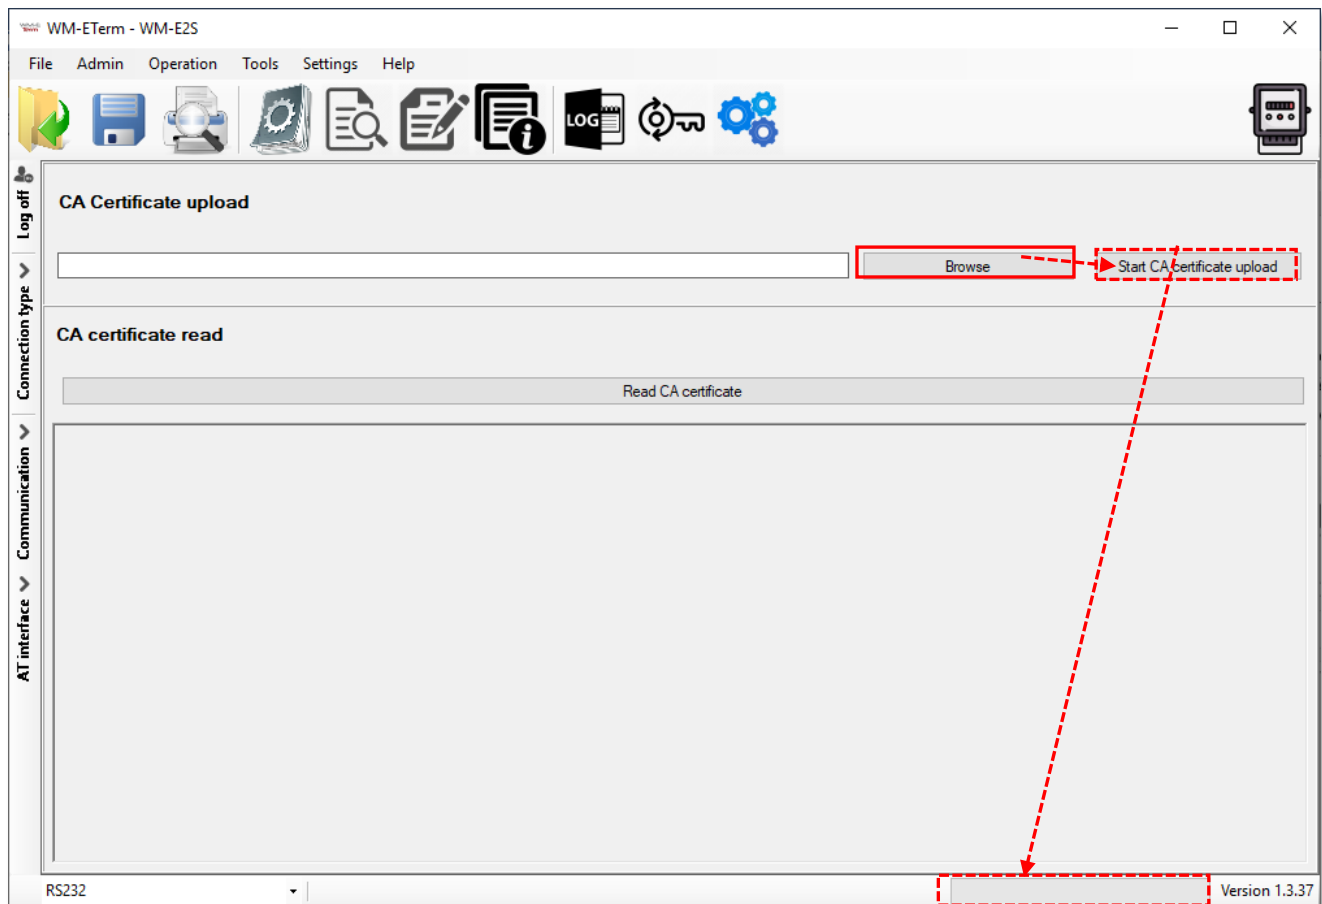 WM-ETerm - WM-E2S
File Admin Operation Tools Settings Help
LOG
Log off
Connection type
Communication
AT interface
CA Certificate upload
Browse
Start CA certificate upload
CA certificate read
Read CA certificate
RS232
Version 1.3.37